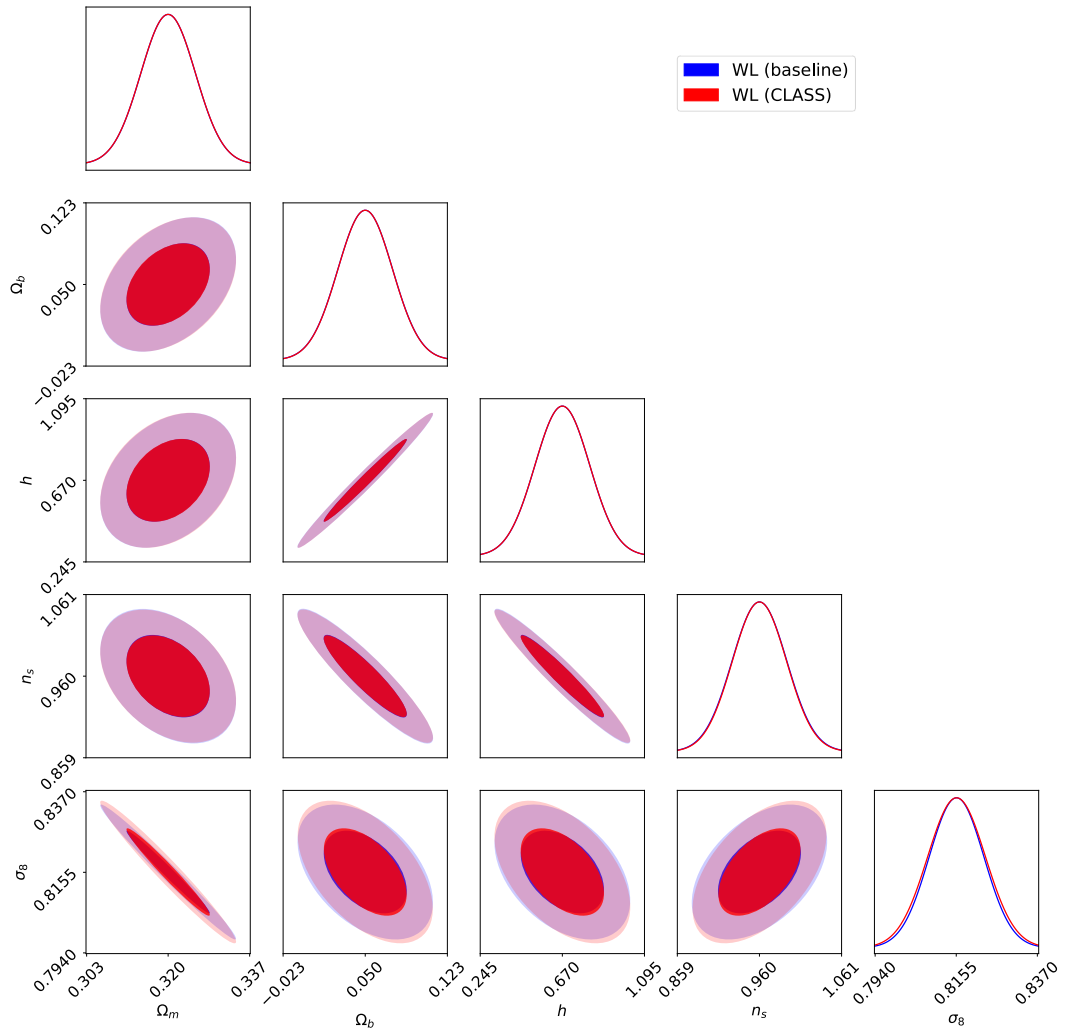 WL (baseline)
WL (CLASS)
0.123
0.050
−0.023
Ω_b
1.095
0.670
0.245
h
1.061
0.960
0.859
n_s
0.8370
0.8155
0.7940
σ_8
0.303 0.320 0.337
Ω_m
−0.023 0.050 0.123
Ω_b
0.245 0.670 1.095
h
0.859 0.960 1.061
n_s
0.7940 0.8155 0.8370
σ_8